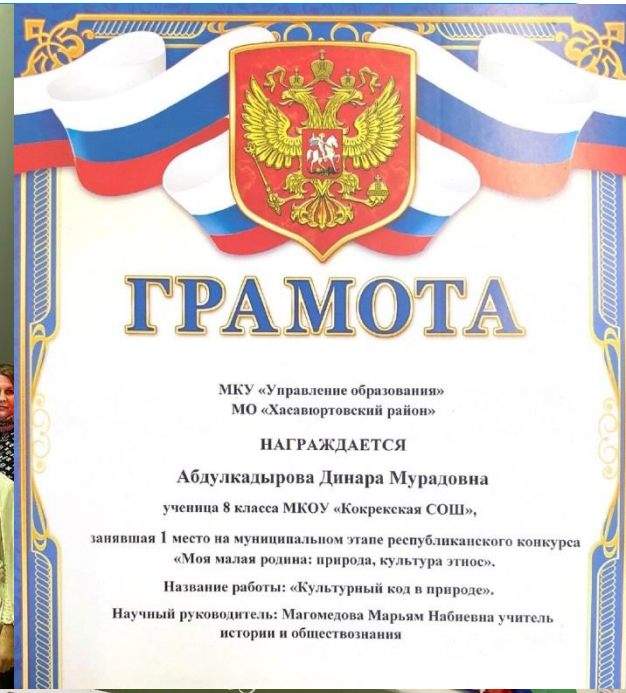 ГРАМОТА
МКУ «Управление образования»
МО «Хасавюртовский район»
НАГРАЖДАЕТСЯ
Абдулкадырова Динара Мурадовна
ученица 8 класса МКОУ «Кокрекская СОШ»,
занявшая 1 место на муниципальном этапе республиканского конкурса
«Моя малая родина: природа, культура этнос».
Название работы: «Культурный код в природе».
Научный руководитель: Магомедова Марьям Набиевна учитель
истории и обществознания